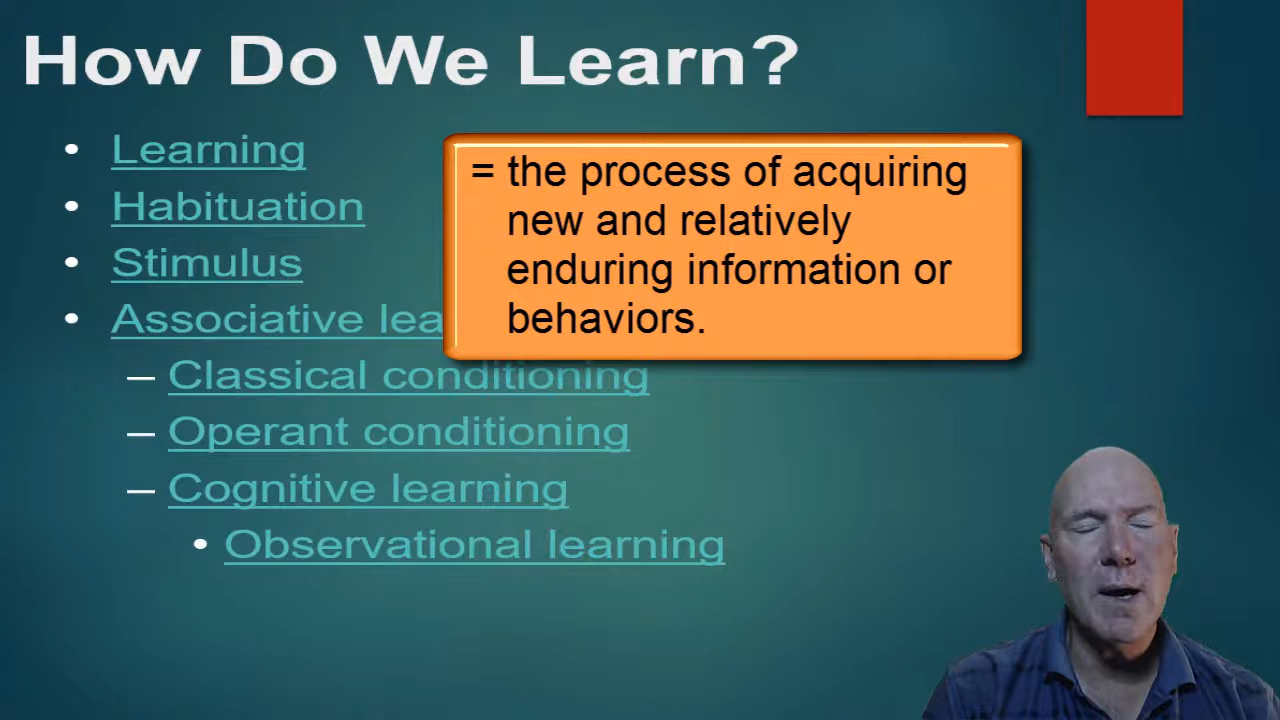 How Do We Learn?
• Learning
= the process of acquiring
new and relatively
enduring information or
behaviors.
• Habituation
• Stimulus
• Associative lea
– Classical conditioning
– Operant conditioning
– Cognitive learning
• Observational learning